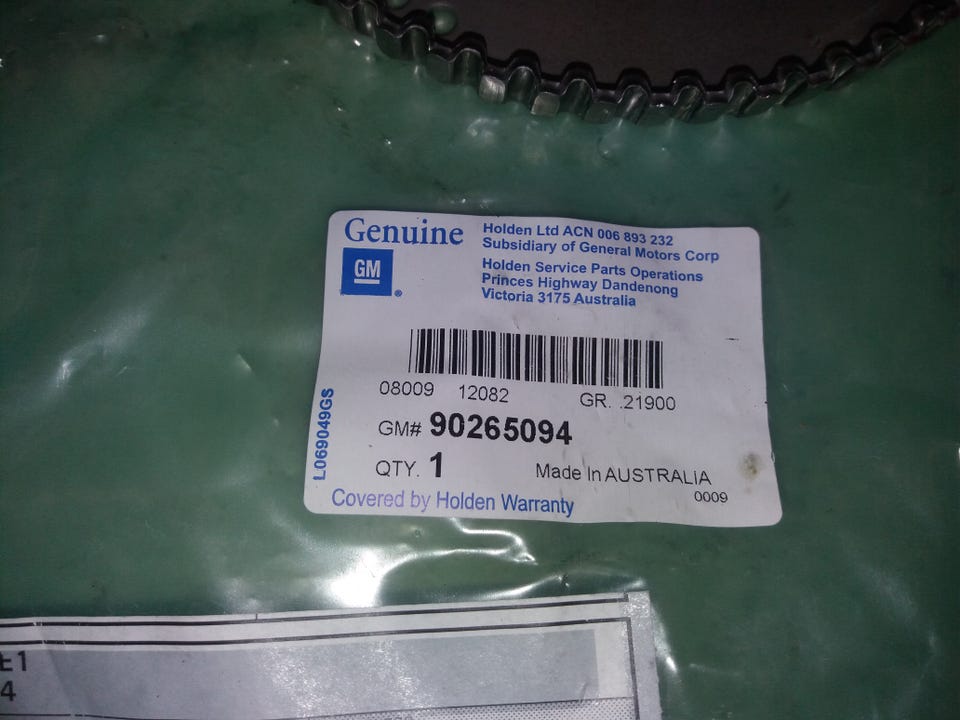 Genuine
GM
®
Holden Ltd ACN 006 893 232
Subsidiary of General Motors Corp
Holden Service Parts Operations
Princes Highway Dandenong
Victoria 3175 Australia
08009 12082 GR. .21900
GM# 90265094
QTY. 1 Made In AUSTRALIA
0009
Covered by Holden Warranty
L069049GS
E1
4